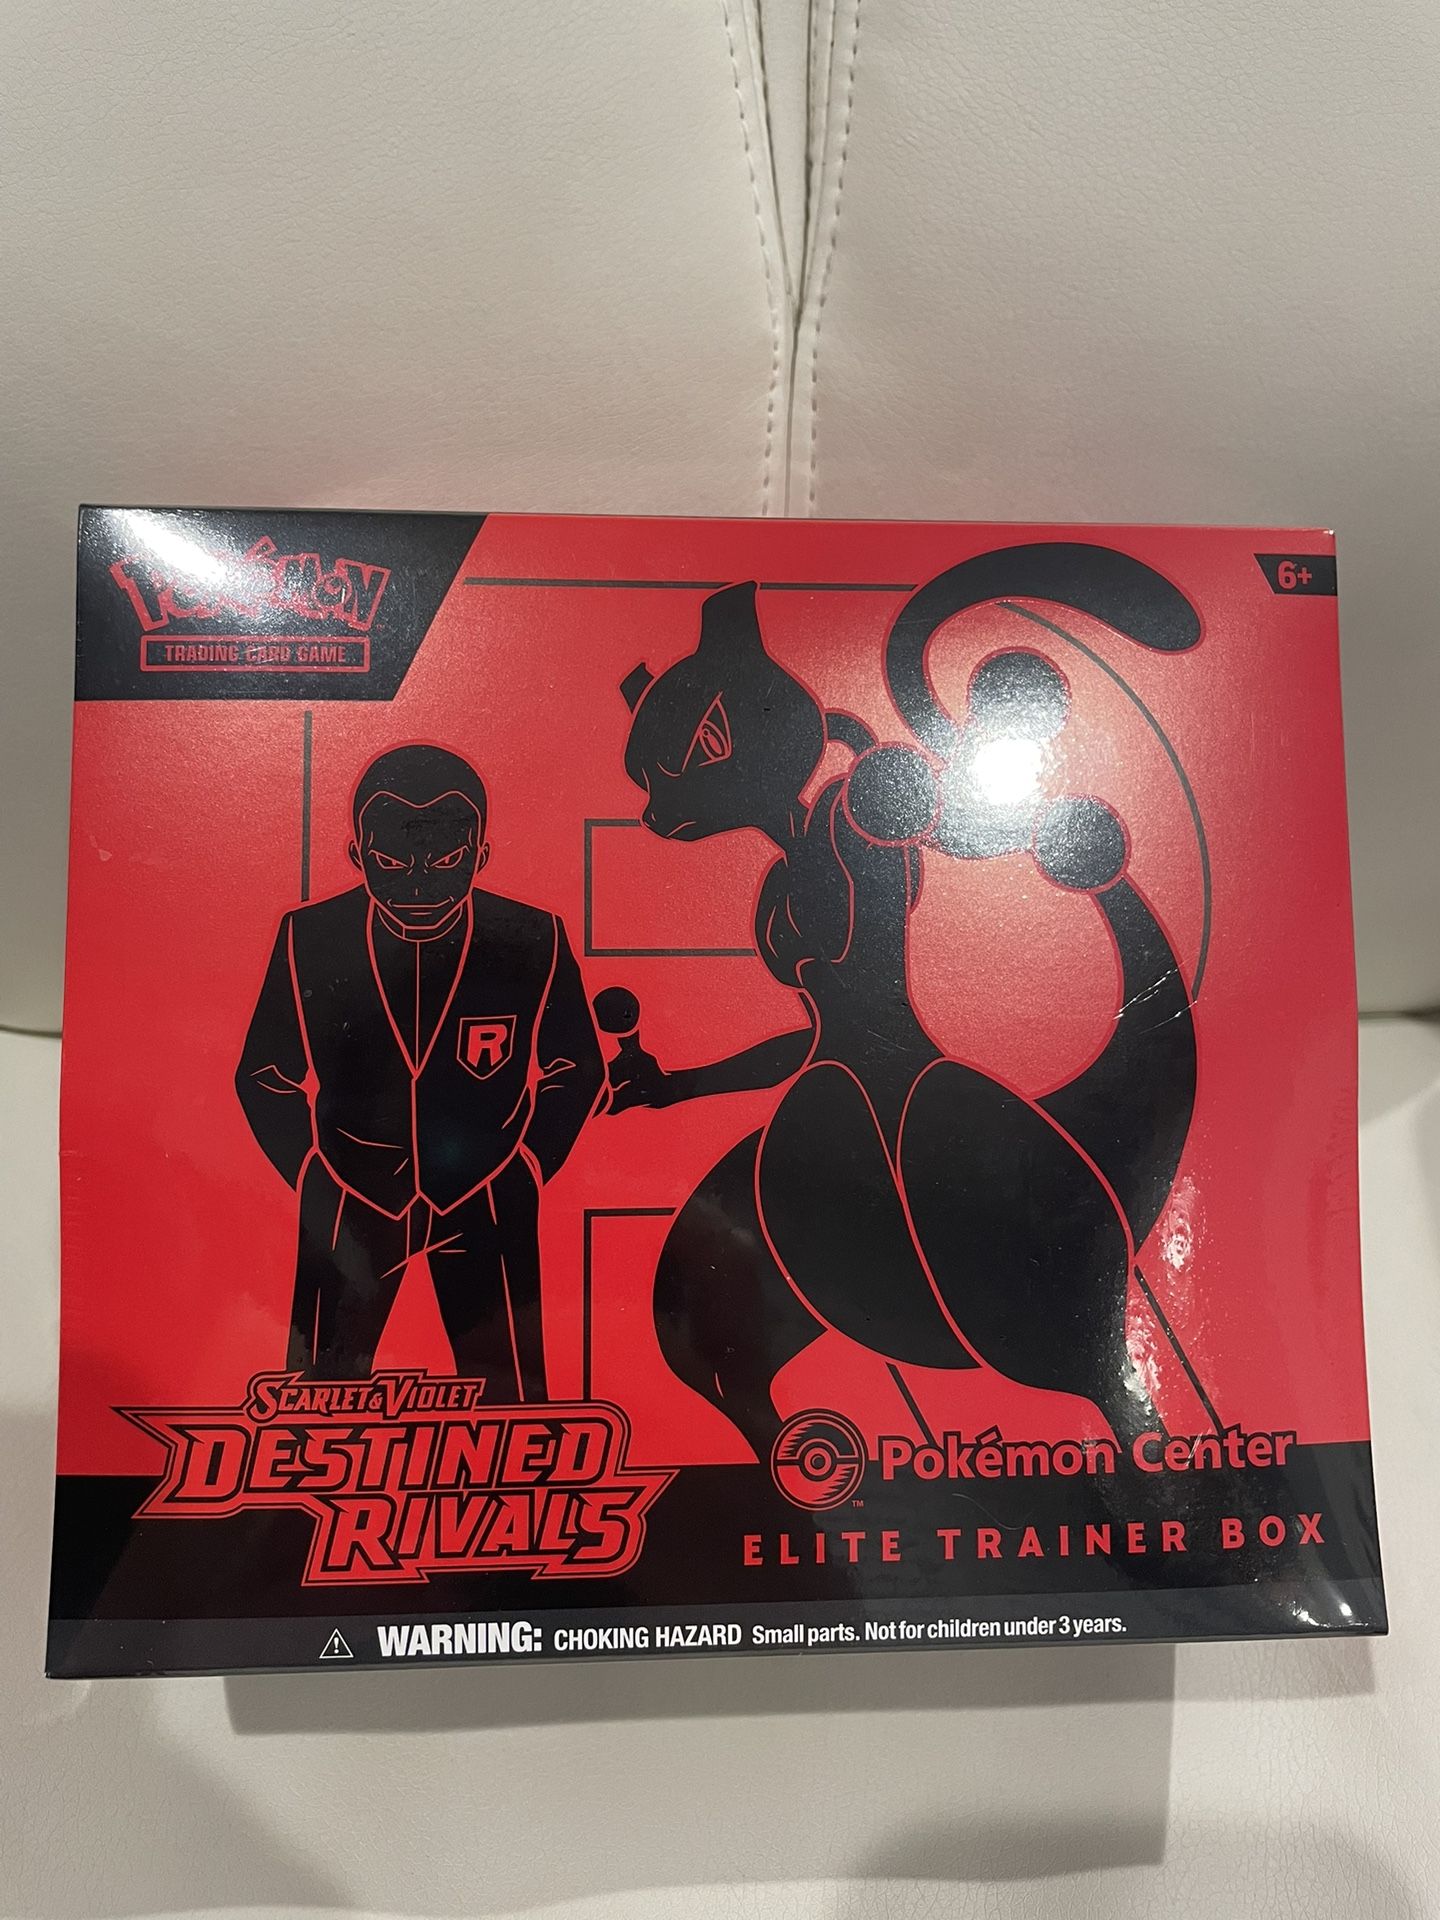 Pokémon
TRADING CARD GAME
6+
R
SCARLET & VIOLET
DESTINED
RIVALS
Pokémon Center
TM
ELITE TRAINER BOX
WARNING: CHOKING HAZARD Small parts. Not for children under 3 years.